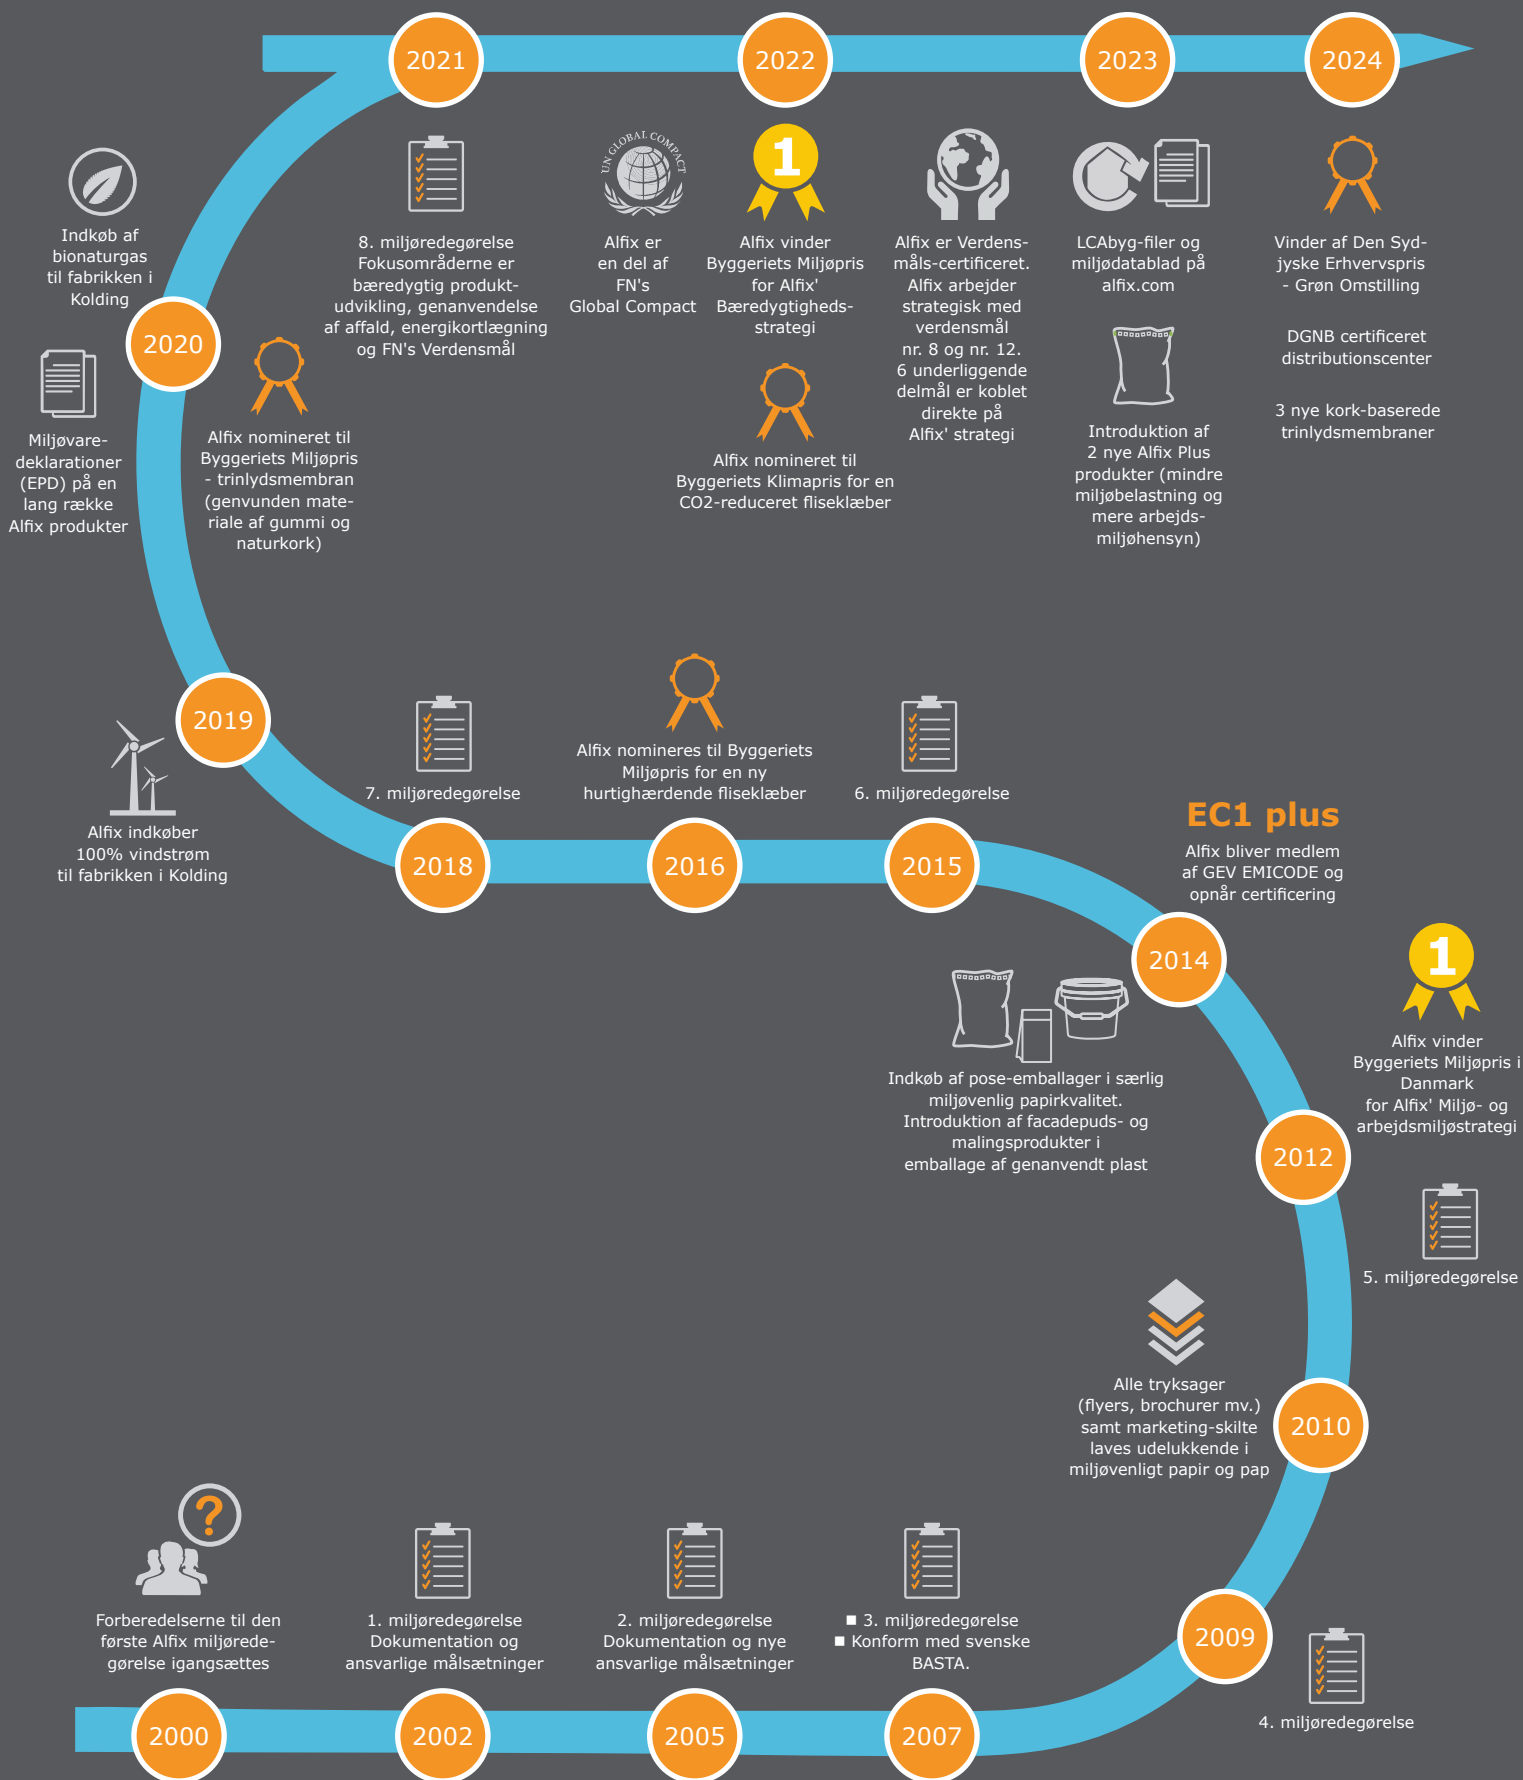 2021
2022
2023
2024
UN GLOBAL COMPACT
1
Indkøb af
bionaturgas
til fabrikken i
Kolding
8. miljøredegørelse
Fokusområderne er
bæredygtig produkt-
udvikling, genanvendelse
af affald, energikortlægning
og FN's Verdensmål
Alfix er
en del af
FN's
Global Compact
Alfix vinder
Byggeriets Miljøpris
for Alfix'
Bæredygtigheds-
strategi
Alfix er Verdens-
måls-certificeret.
Alfix arbejder
strategisk med
verdensmål
nr. 8 og nr. 12.
6 underliggende
delmål er koblet
direkte på
Alfix' strategi
LCAbyg-filer og
miljødatablad på
alfix.com
Vinder af Den Syd-
jyske Erhvervspris
- Grøn Omstilling
DGNB certificeret
distributionscenter
3 nye kork-baserede
trinlydsmembraner
2020
Miljøvare-
deklarationer
(EPD) på en
lang række
Alfix produkter
Alfix nomineret til
Byggeriets Miljøpris
- trinlydsmembran
(genvunden mate-
riale af gummi og
naturkork)
Alfix nomineret til
Byggeriets Klimapris for en
CO2-reduceret fliseklæber
Introduktion af
2 nye Alfix Plus
produkter (mindre
miljøbelastning og
mere arbejds-
miljøhensyn)
2019
Alfix indkøber
100% vindstrøm
til fabrikken i Kolding
7. miljøredegørelse
2018
Alfix nomineres til Byggeriets
Miljøpris for en ny
hurtighærdende fliseklæber
2016
6. miljøredegørelse
2015
EC1 plus
Alfix bliver medlem
af GEV EMICODE og
opnår certificering
2014
Indkøb af pose-emballager i særlig
miljøvenlig papirkvalitet.
Introduktion af facadepuds- og
malingsprodukter i
emballage af genanvendt plast
1
Alfix vinder
Byggeriets Miljøpris i
Danmark
for Alfix' Miljø- og
arbejdsmiljøstrategi
2012
5. miljøredegørelse
Alle tryksager
(flyers, brochurer mv.)
samt marketing-skilte
laves udelukkende i
miljøvenligt papir og pap
2010
?
Forberedelserne til den
første Alfix miljørede-
gørelse igangsættes
2000
1. miljøredegørelse
Dokumentation og
ansvarlige målsætninger
2002
2. miljøredegørelse
Dokumentation og nye
ansvarlige målsætninger
2005
■ 3. miljøredegørelse
■ Konform med svenske
BASTA.
2007
2009
4. miljøredegørelse